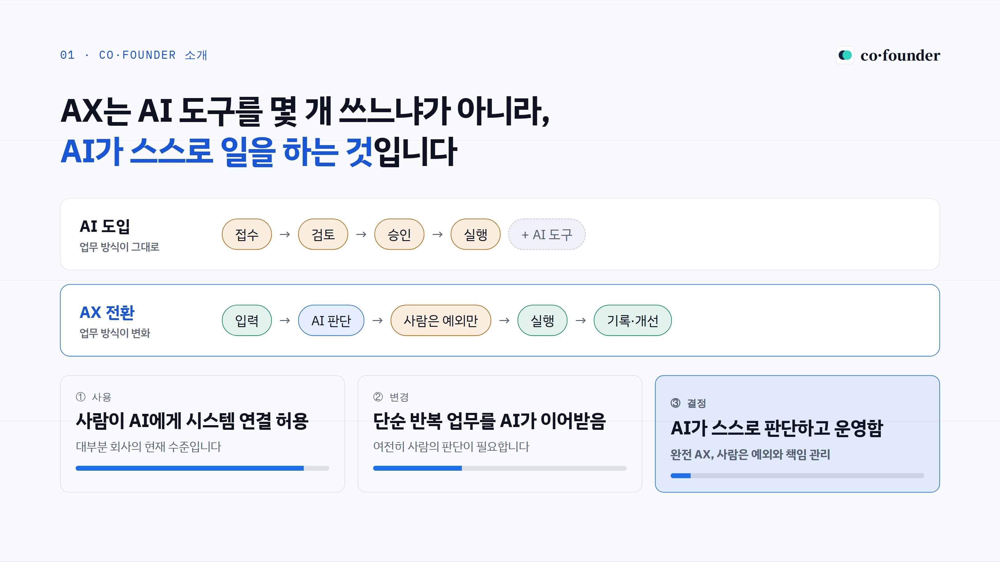 01 · CO·FOUNDER 소개
co·founder
AX는 AI 도구를 몇 개 쓰느냐가 아니라,
AI가 스스로 일을 하는 것입니다
AI 도입
업무 방식이 그대로
접수 → 검토 → 승인 → 실행 + AI 도구
AX 전환
업무 방식이 변화
입력 → AI 판단 → 사람은 예외만 → 실행 → 기록·개선
① 사용
사람이 AI에게 시스템 연결 허용
대부분 회사의 현재 수준입니다
② 변경
단순 반복 업무를 AI가 이어받음
여전히 사람의 판단이 필요합니다
③ 결정
AI가 스스로 판단하고 운영함
완전 AX, 사람은 예외와 책임 관리